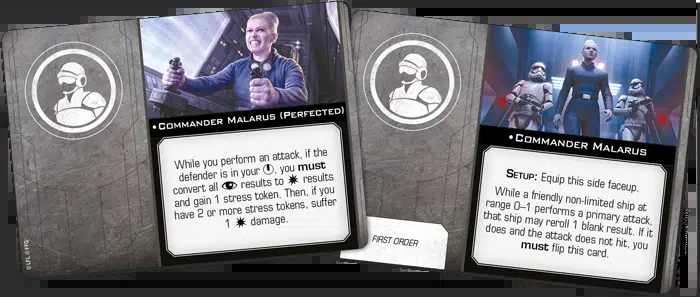 • COMMANDER MALARUS (PERFECTED)
While you perform an attack, if the
defender is in your , you must
convert all results to results
and gain 1 stress token. Then, if you
have 2 or more stress tokens, suffer
1 damage.
©LFL ©FFG
• COMMANDER MALARUS
SETUP: Equip this side faceup.
While a friendly non-limited ship at
range 0–1 performs a primary attack,
that ship may reroll 1 blank result. If it
does and the attack does not hit, you
must flip this card.
FIRST ORDER